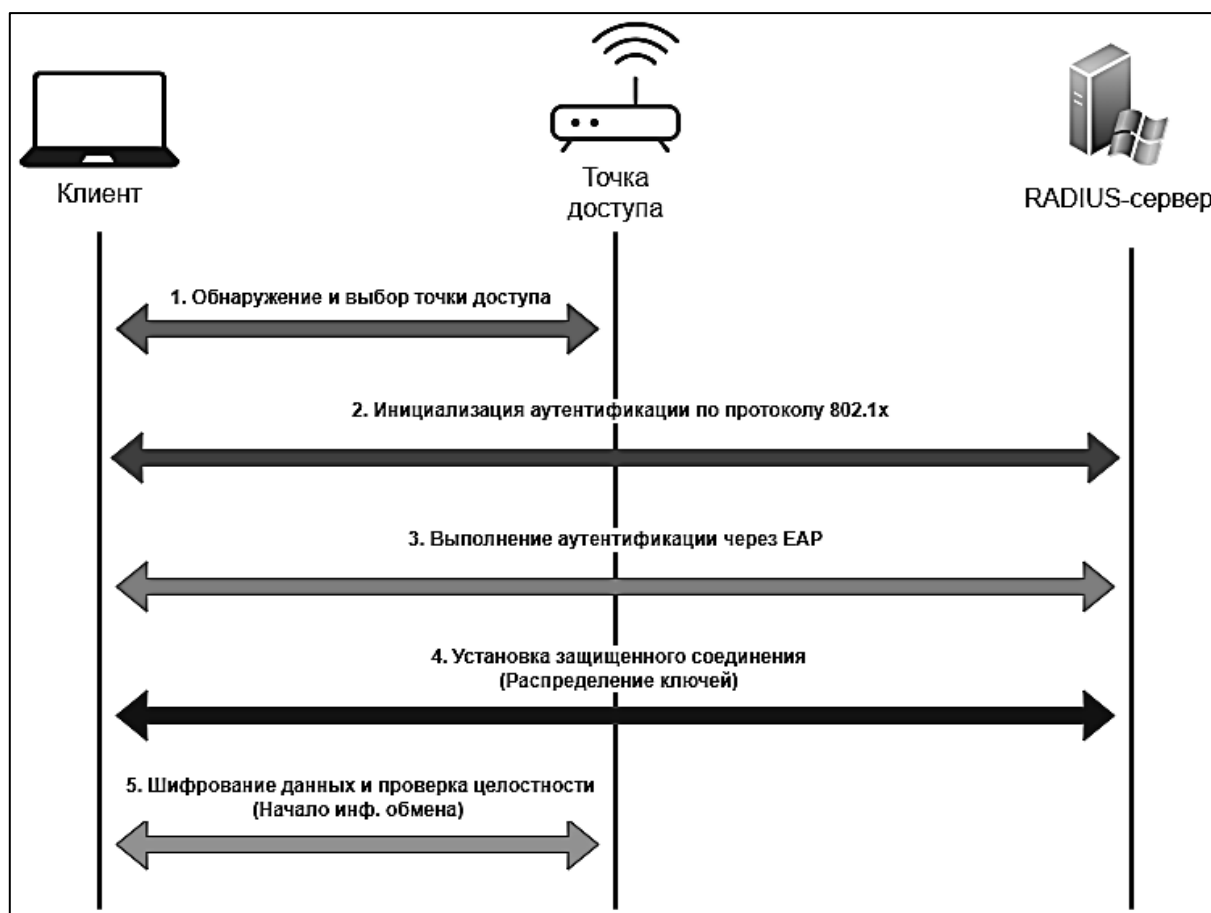 Клиент
Точка
доступа
RADIUS-сервер
1. Обнаружение и выбор точки доступа
2. Инициализация аутентификации по протоколу 802.1x
3. Выполнение аутентификации через EAP
4. Установка защищенного соединения
(Распределение ключей)
5. Шифрование данных и проверка целостности
(Начало инф. обмена)